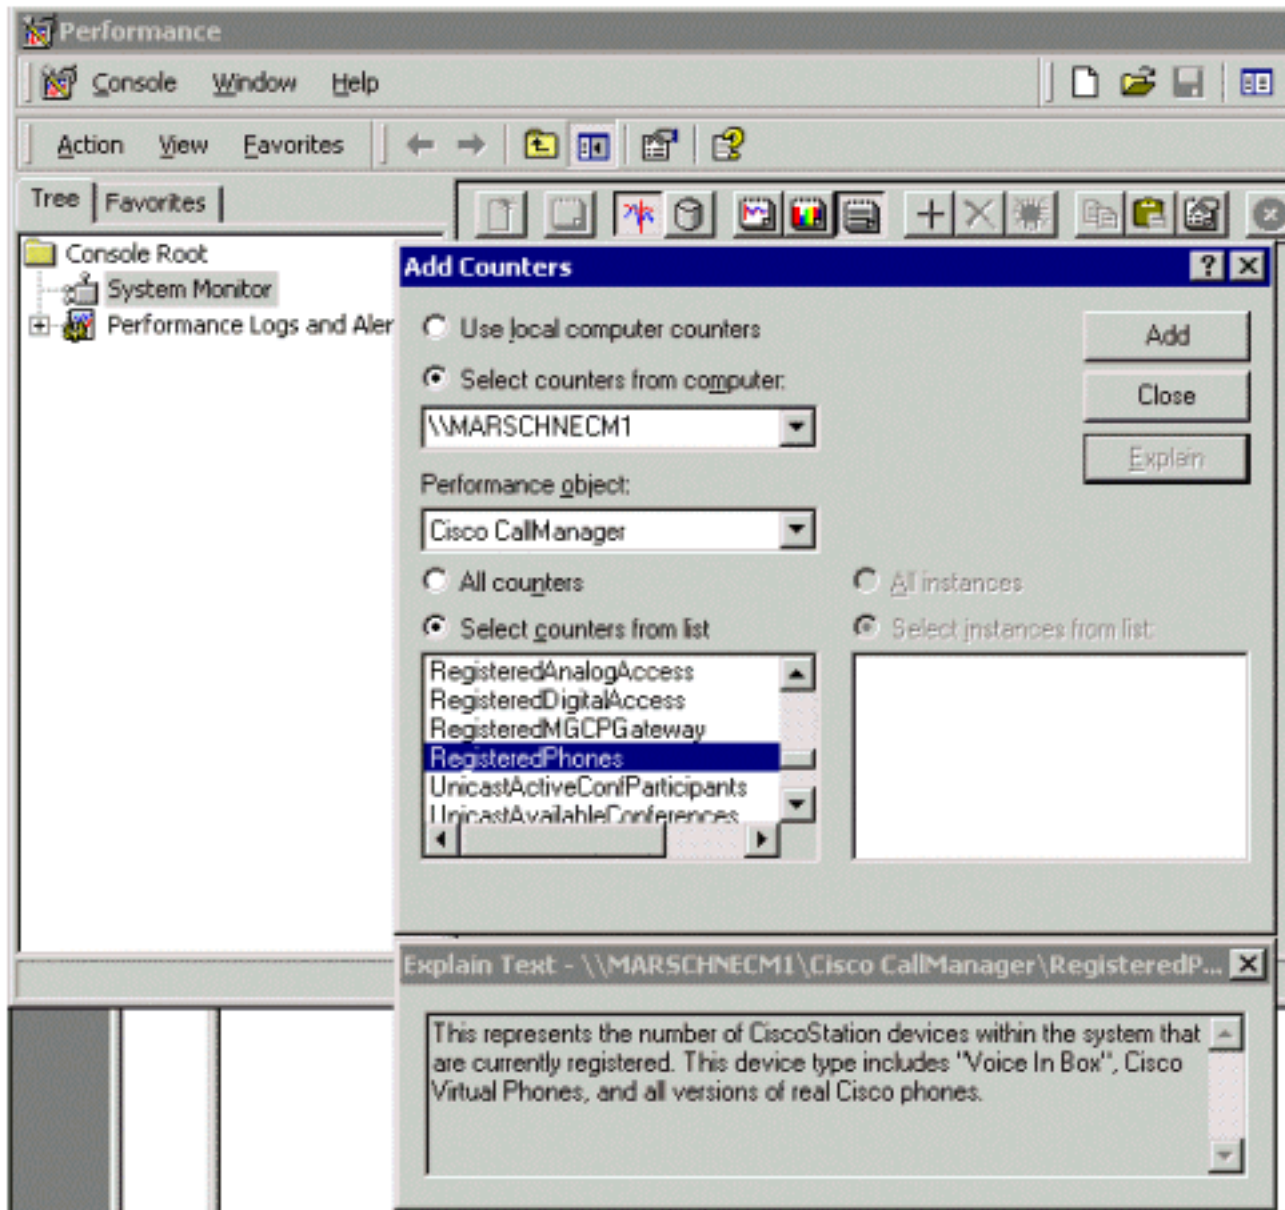 Performance
Console Window Help
Action View Favorites
Tree Favorites
Console Root
System Monitor
Performance Logs and Aler
Add Counters
Use local computer counters
Select counters from computer:
\\MARSCHNECM1
Performance object:
Cisco CallManager
All counters
Select counters from list
RegisteredAnalogAccess
RegisteredDigitalAccess
RegisteredMGCPGateway
RegisteredPhones
UnicastActiveConfParticipants
UnicastAvailableConferences
Add
Close
Explain
All instances
Select instances from list:
Explain Text - \\MARSCHNECM1\Cisco CallManager\RegisteredP...
This represents the number of CiscoStation devices within the system that
are currently registered. This device type includes "Voice In Box", Cisco
Virtual Phones, and all versions of real Cisco phones.